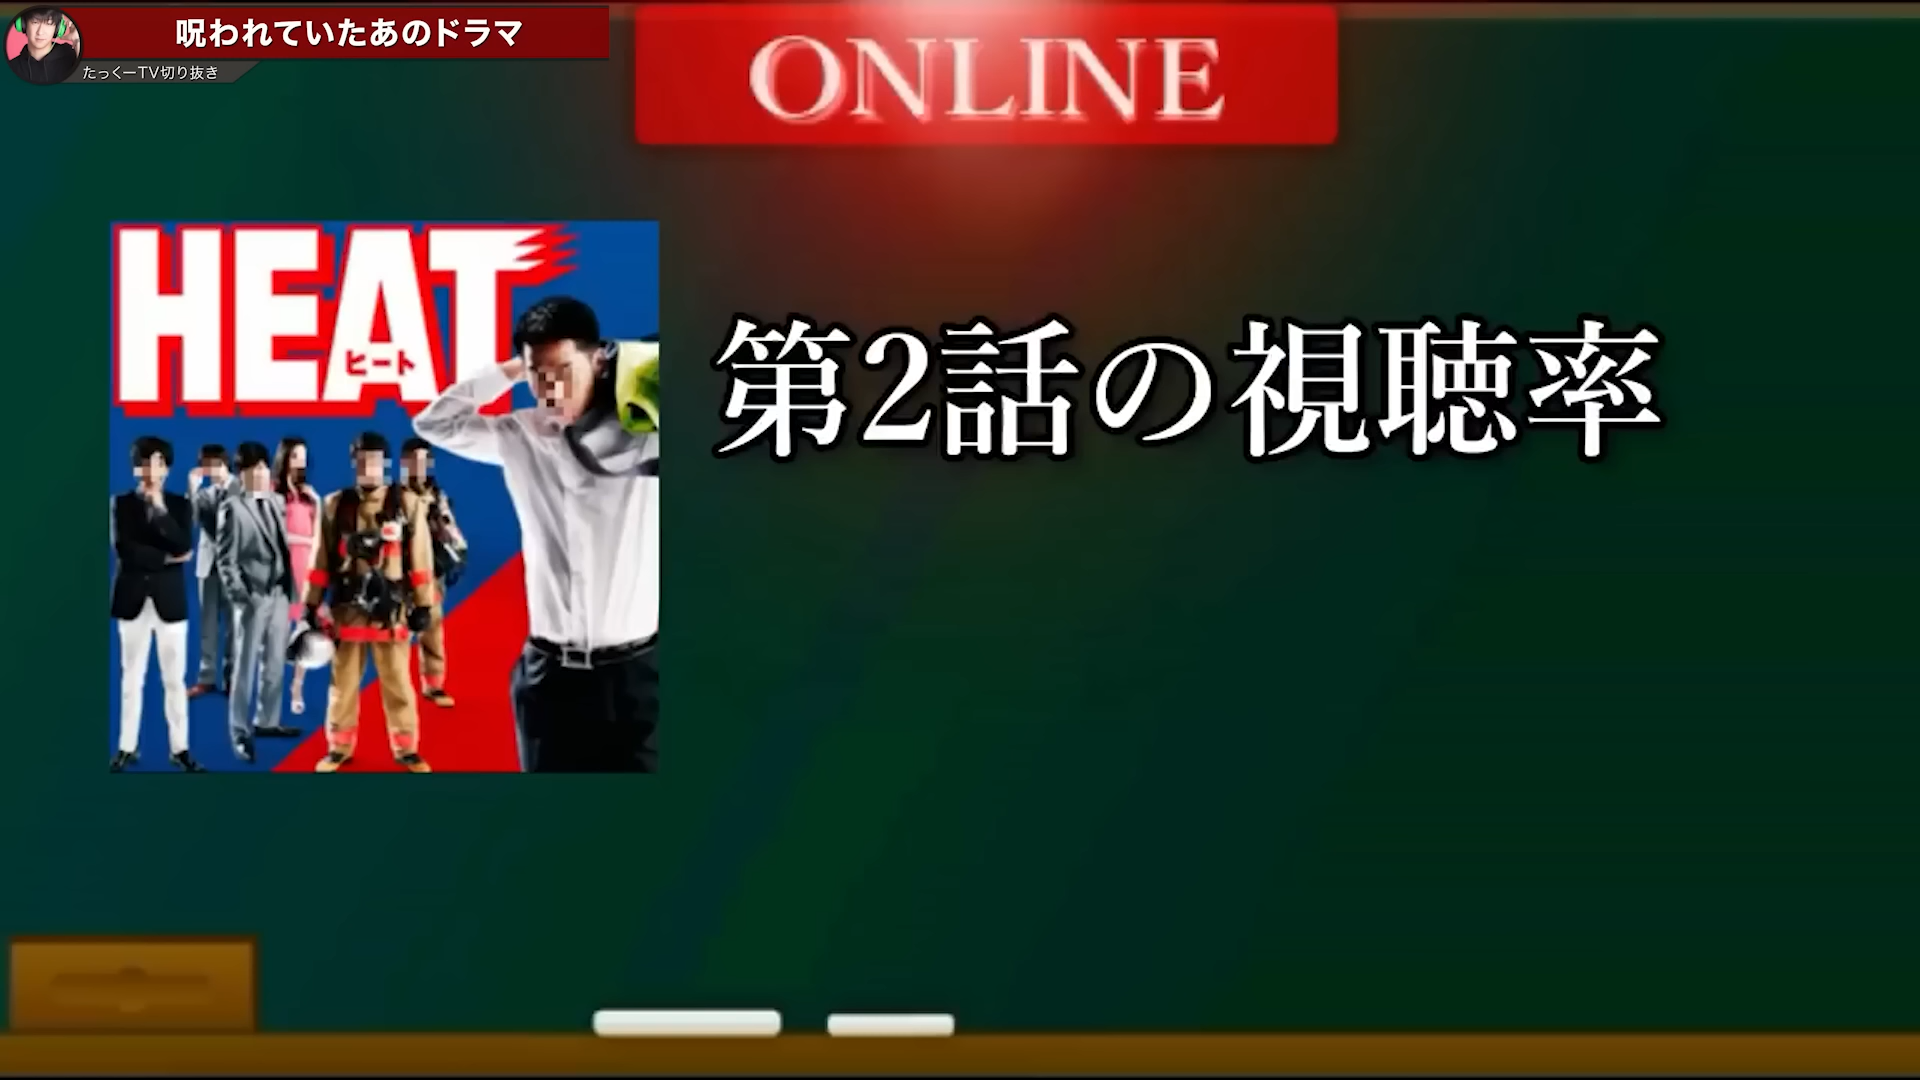 呪われていたあのドラマ
たっくーTV切り抜き
ONLINE
HEAT
ヒート
第2話の視聴率